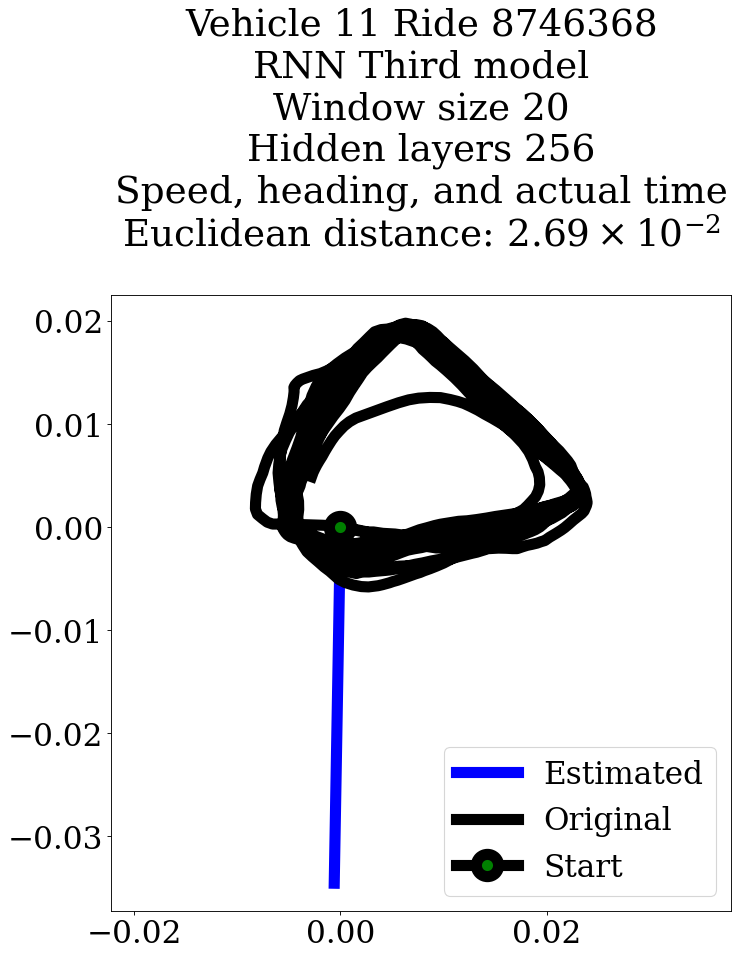 Vehicle 11 Ride 8746368
RNN Third model
Window size 20
Hidden layers 256
Speed, heading, and actual time
Euclidean distance: 2.69 × 10⁻²
0.02
0.01
0.00
−0.01
−0.02
−0.03
Estimated
Original
Start
−0.02 0.00 0.02